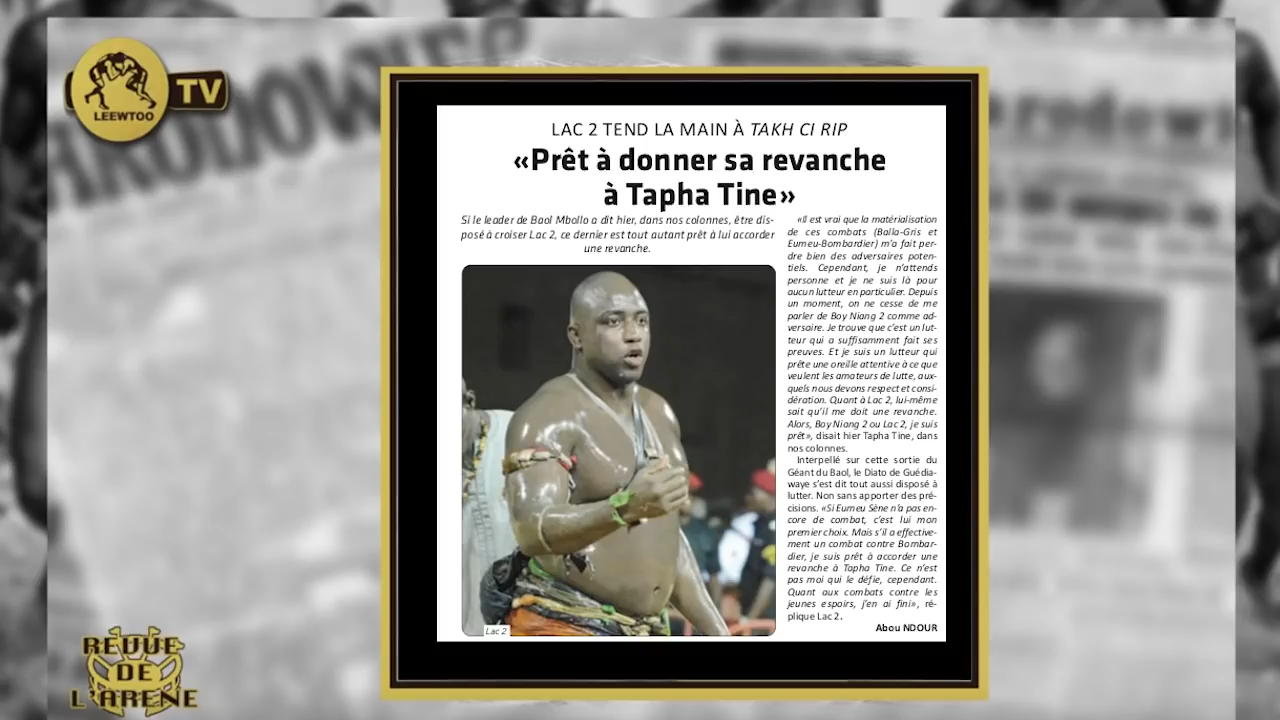 LEEWTOO
TV
LAC 2 TEND LA MAIN À TAKH CI RIP
«Prêt à donner sa revanche
à Tapha Tine»
Si le leader de Baol Mbollo a dit hier, dans nos colonnes, être dis-
posé à croiser Lac 2, ce dernier est tout autant prêt à lui accorder
une revanche.
Lac 2
«Il est vrai que la matérialisation
de ces combats (Balla-Gris et
Eumeu-Bombardier) m'a fait per-
dre bien des adversaires poten-
tiels. Cependant, je n'attends
personne et je ne suis là pour
aucun lutteur en particulier. Depuis
un moment, on ne cesse de me
parler de Boy Niang 2 comme ad-
versaire. Je trouve que c'est un lut-
teur qui a suffisamment fait ses
preuves. Et je suis un lutteur qui
prête une oreille attentive à ce que
veulent les amateurs de lutte, aux-
quels nous devons respect et consi-
dération. Quant à Lac 2, lui-même
sait qu'il me doit une revanche.
Alors, Boy Niang 2 ou Lac 2, je suis
prêt», disait hier Tapha Tine, dans
nos colonnes.
Interpellé sur cette sortie du
Géant du Baol, le Diato de Guédia-
waye s'est dit tout aussi disposé à
lutter. Non sans apporter des pré-
cisions. «Si Eumeu Sène n'a pas en-
core de combat, c'est lui mon
premier choix. Mais s'il a effective-
ment un combat contre Bombar-
dier, je suis prêt à accorder une
revanche à Tapha Tine. Ce n'est
pas moi qui le défie, cependant.
Quant aux combats contre les
jeunes espoirs, j'en ai fini», ré-
plique Lac 2.
Abou NDOUR
REVUE
DE
L'ARENE